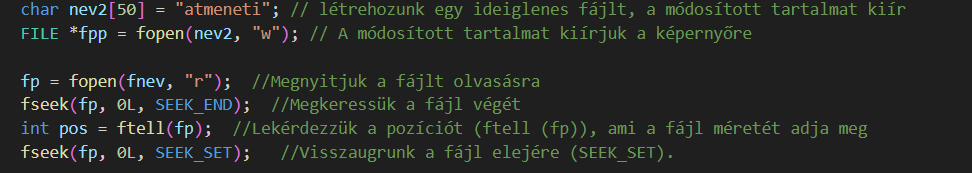 char nev2[50] = "atmeneti"; // létrehozunk egy ideiglenes fájlt, a módosított tartalmat kiír
FILE *fpp = fopen(nev2, "w"); // A módosított tartalmat kiírjuk a képernyőre
fp = fopen(fnev, "r");  //Megnyitjuk a fájlt olvasásra
fseek(fp, 0L, SEEK_END);  //Megkeressük a fájl végét
int pos = ftell(fp);  //Lekérdezzük a pozíciót (ftell (fp)), ami a fájl méretét adja meg
fseek(fp, 0L, SEEK_SET);   //Visszaugrunk a fájl elejére (SEEK_SET).